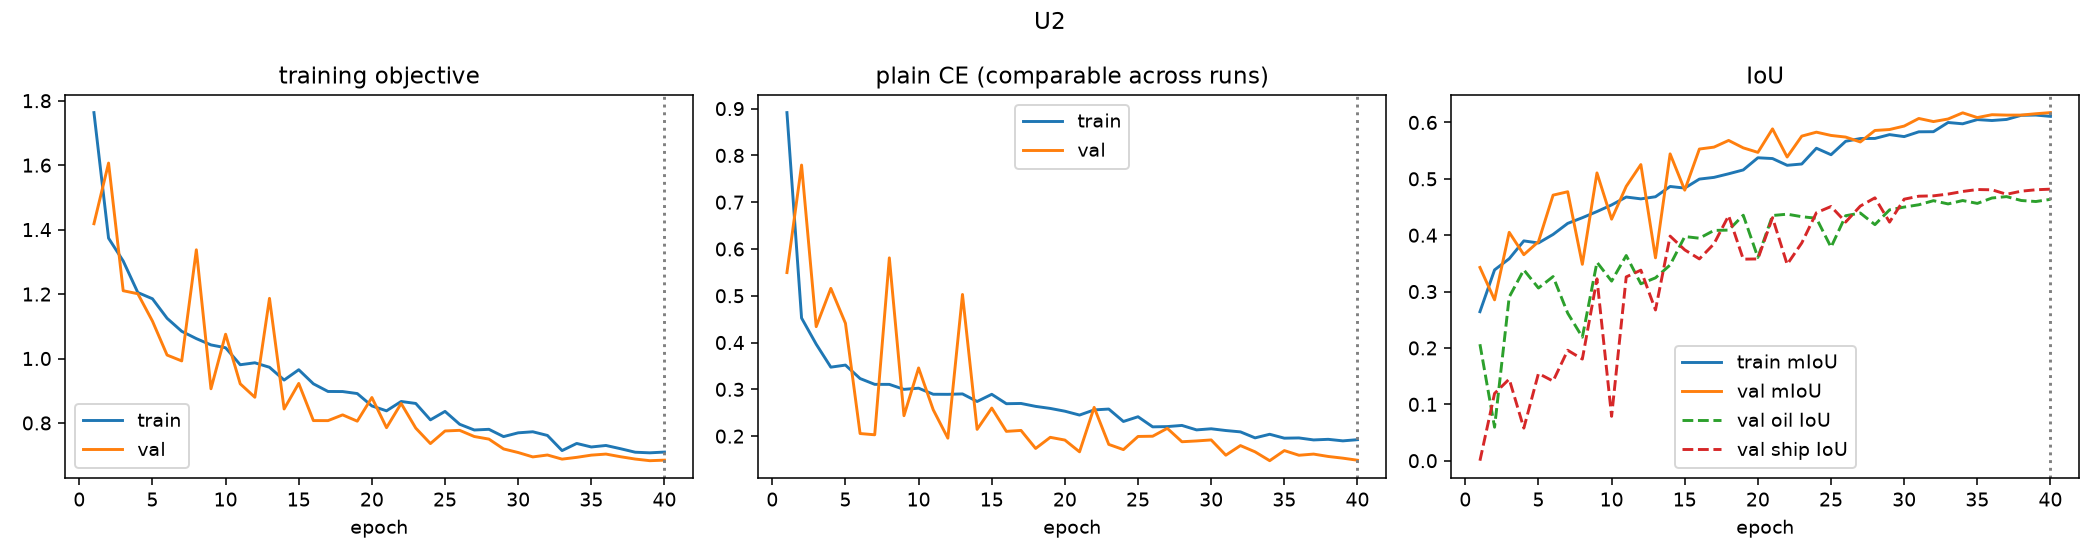 U2
training objective
1.8
1.6
1.4
1.2
1.0
0.8
train
val
0 5 10 15 20 25 30 35 40
epoch
plain CE (comparable across runs)
0.9
0.8
0.7
0.6
0.5
0.4
0.3
0.2
train
val
0 5 10 15 20 25 30 35 40
epoch
IoU
0.6
0.5
0.4
0.3
0.2
0.1
0.0
train mIoU
val mIoU
val oil IoU
val ship IoU
0 5 10 15 20 25 30 35 40
epoch